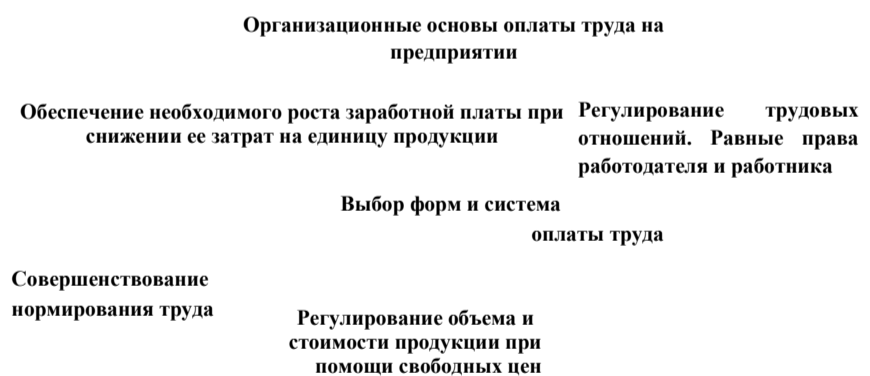 Организационные основы оплаты труда на
предприятии
Обеспечение необходимого роста заработной платы при
снижении ее затрат на единицу продукции
Регулирование трудовых
отношений. Равные права
работодателя и работника
Выбор форм и система
оплаты труда
Совершенствование
нормирования труда
Регулирование объема и
стоимости продукции при
помощи свободных цен